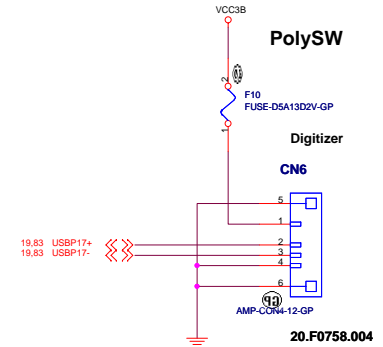 VCC3B
PolySW
2
F10
FUSE-D5A13D2V-GP
1
Digitizer
CN6
5
1
19,83 USBP17+ 2
19,83 USBP17- 3
4
6
GP
AMP-CON4-12-GP
20.F0758.004